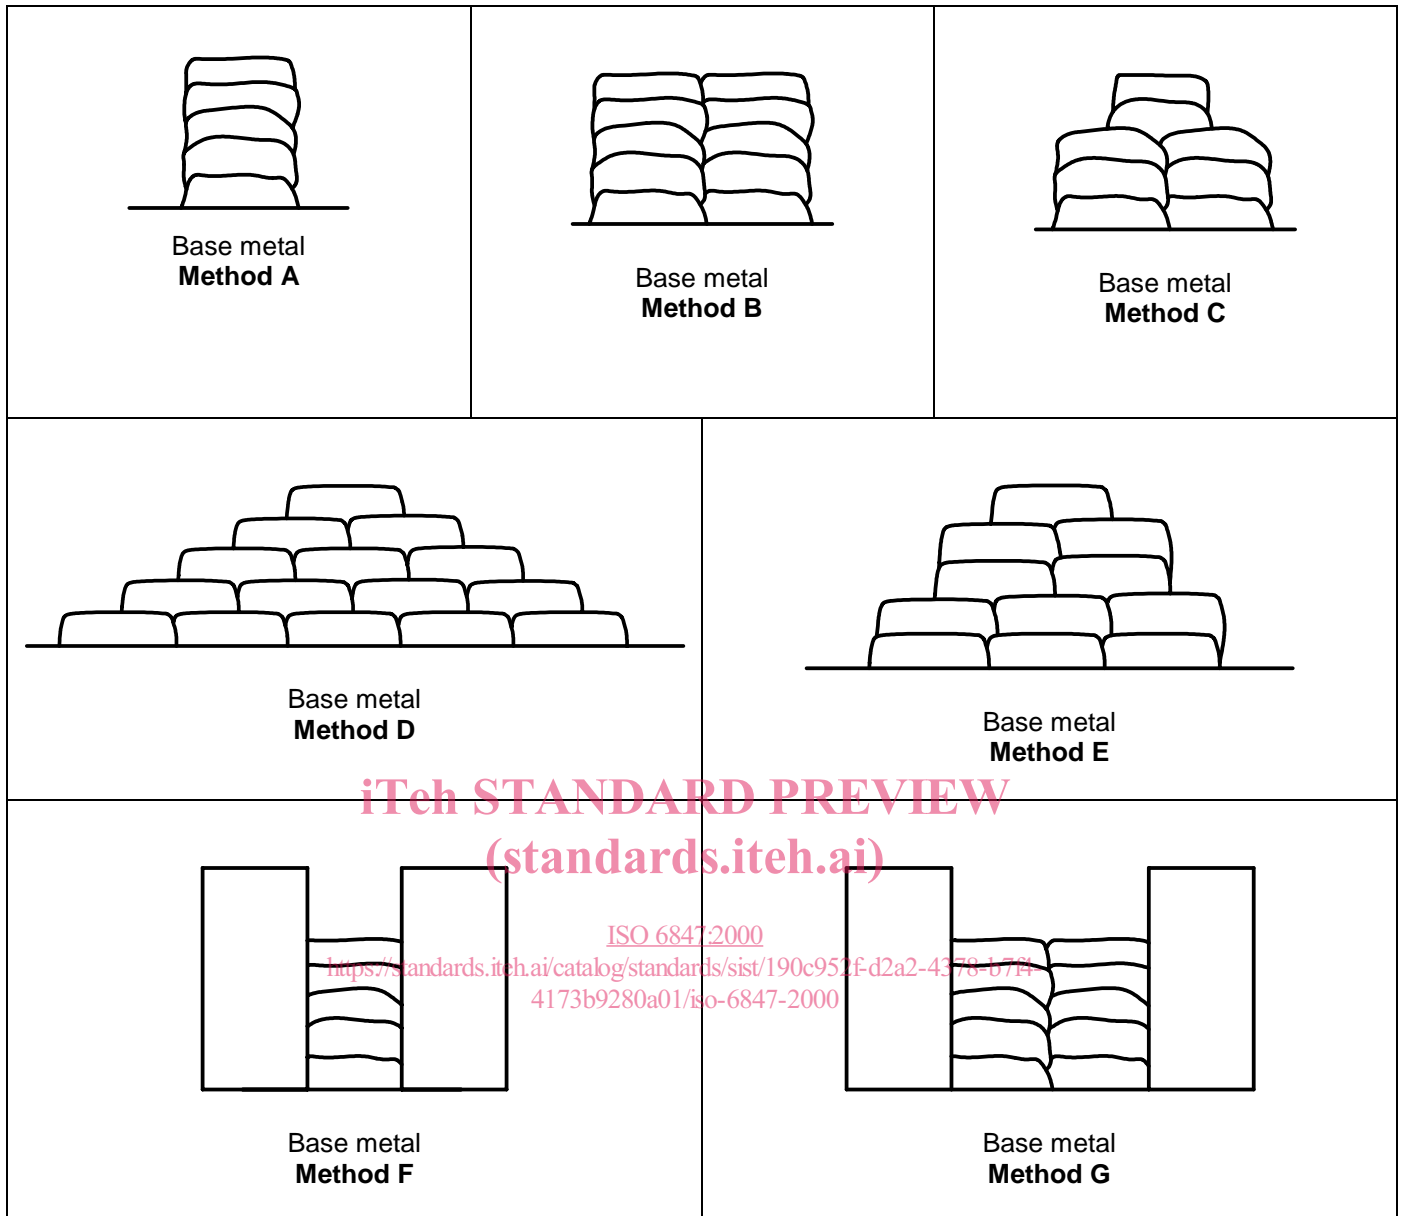 Base metal
Method A
Base metal
Method B
Base metal
Method C
Base metal
Method D
Base metal
Method E
iTeh STANDARD PREVIEW
(standards.iteh.ai)
ISO 6847:2000
https://standards.iteh.ai/catalog/standards/sist/190c952f-d2a2-4378-b7f4-
4173b9280a01/iso-6847-2000
Base metal
Method F
Base metal
Method G